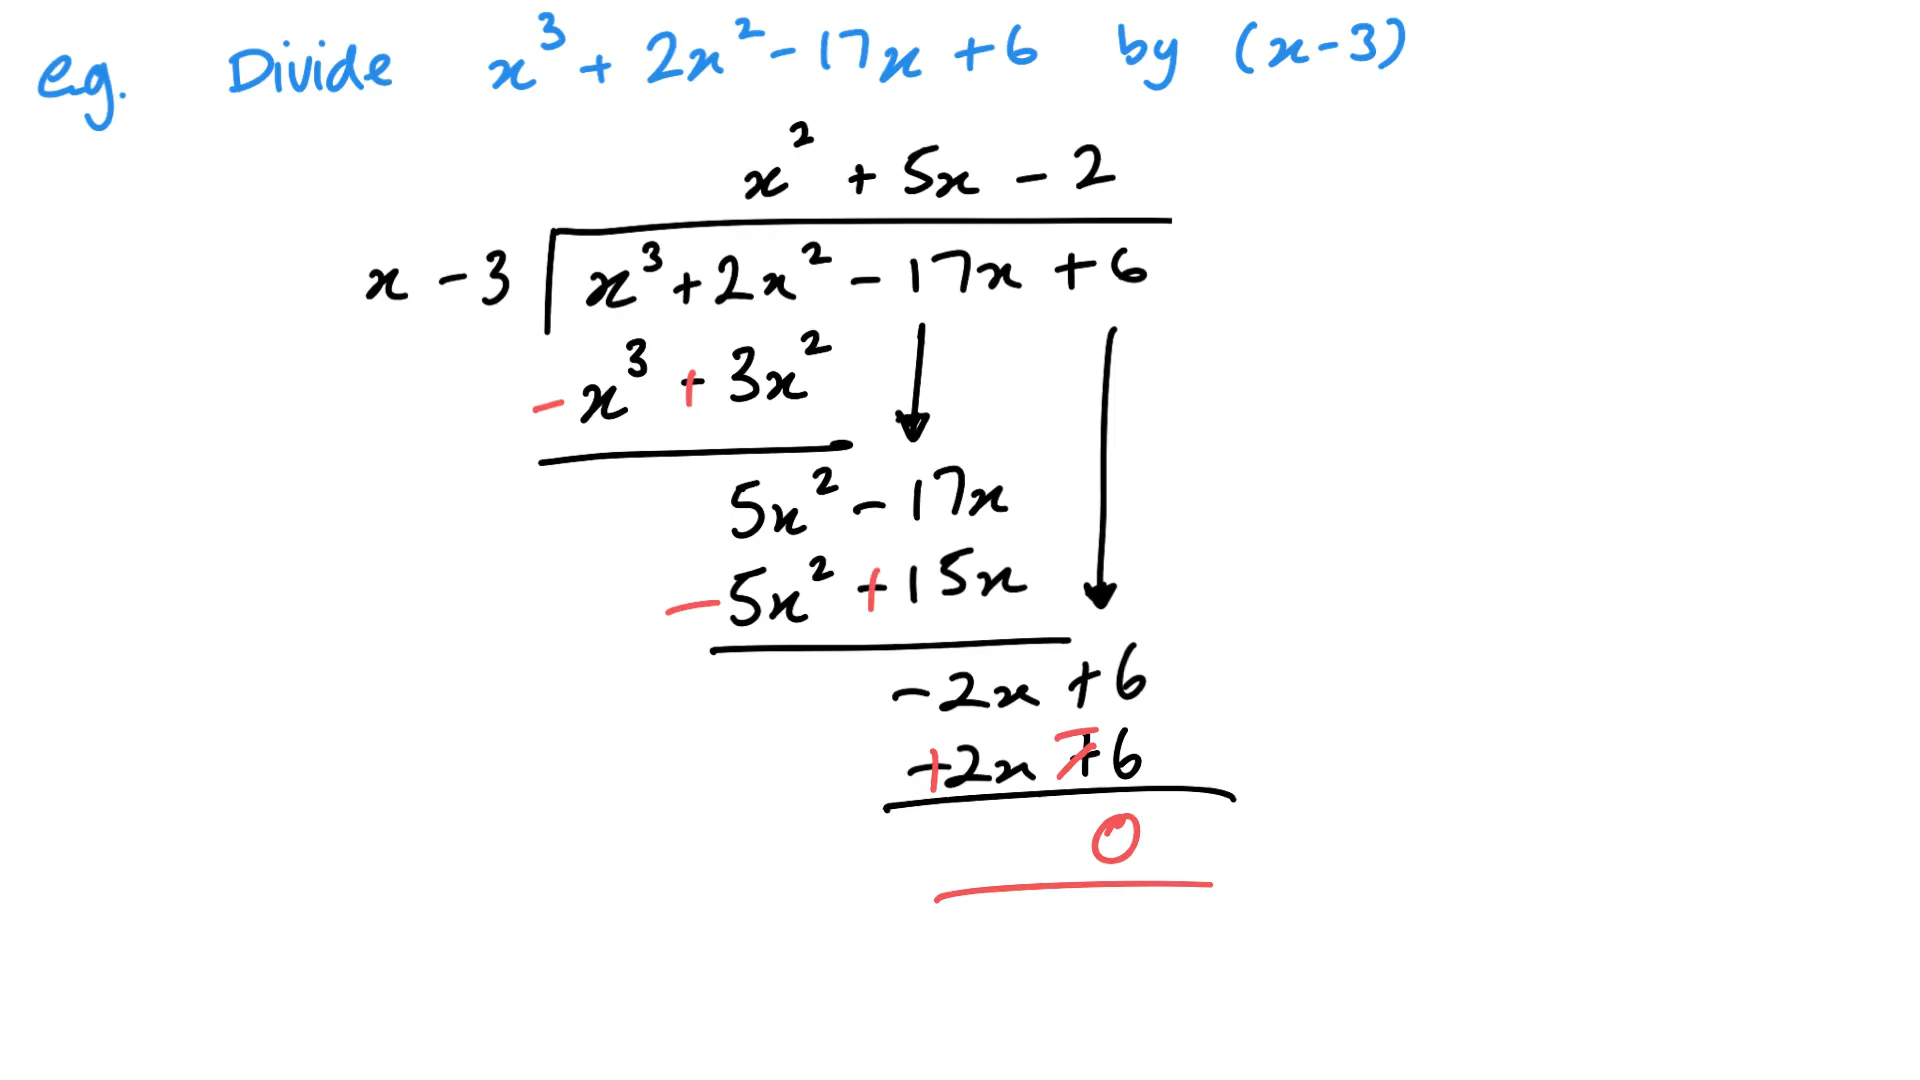 e.g. Divide x³ + 2x² - 17x + 6 by (x-3)
x² + 5x - 2
x - 3 x³ + 2x² - 17x + 6
- x³ + 3x²
5x² - 17x
- 5x² + 15x
-2x + 6
+2x - 6
0